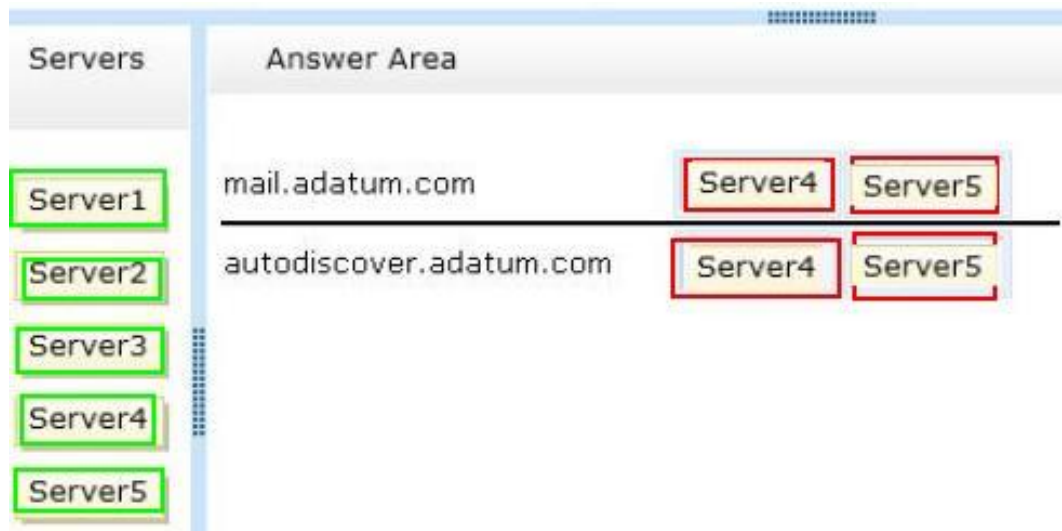 Servers
Answer Area
Server1
Server2
Server3
Server4
Server5
mail.adatum.com Server4 Server5
autodiscover.adatum.com Server4 Server5